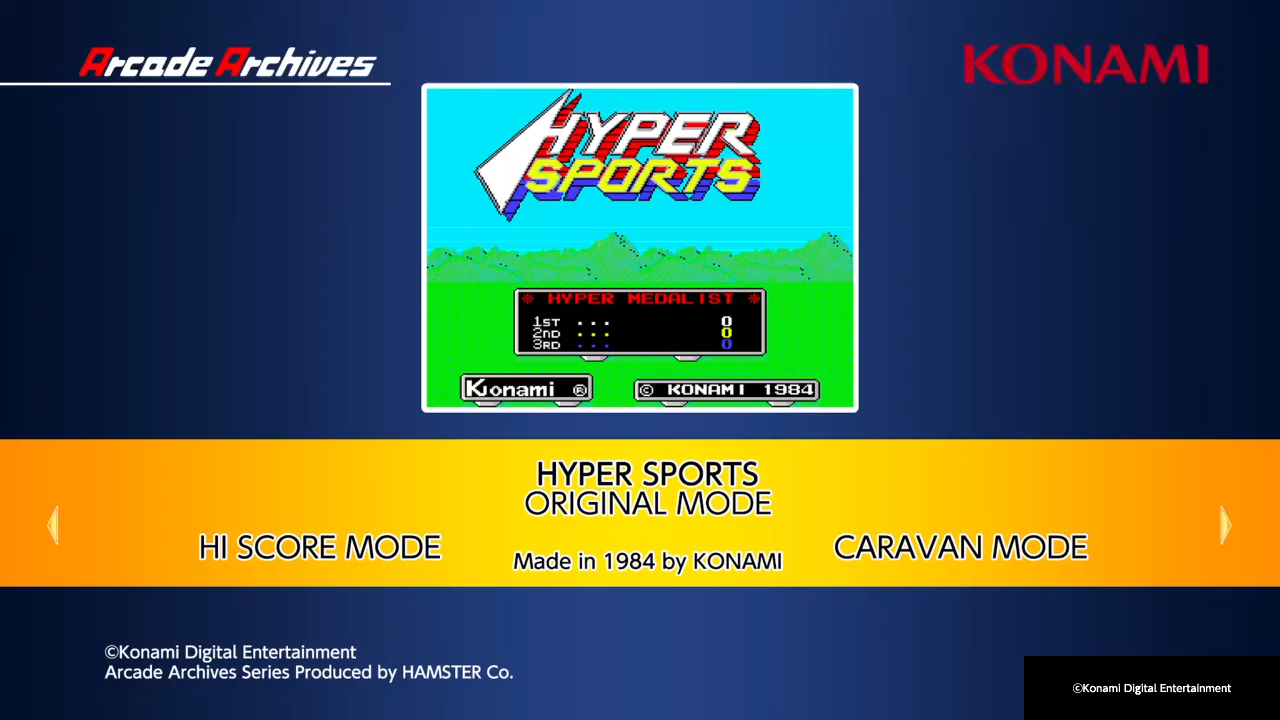 Arcade Archives
KONAMI
HYPER
SPORTS
* HYPER MEDALIST *
1ST ... 0
2ND ... 0
3RD ... 0
Konami ®
© KONAMI 1984
HYPER SPORTS
ORIGINAL MODE
HI SCORE MODE
CARAVAN MODE
Made in 1984 by KONAMI
©Konami Digital Entertainment
Arcade Archives Series Produced by HAMSTER Co.
©Konami Digital Entertainment